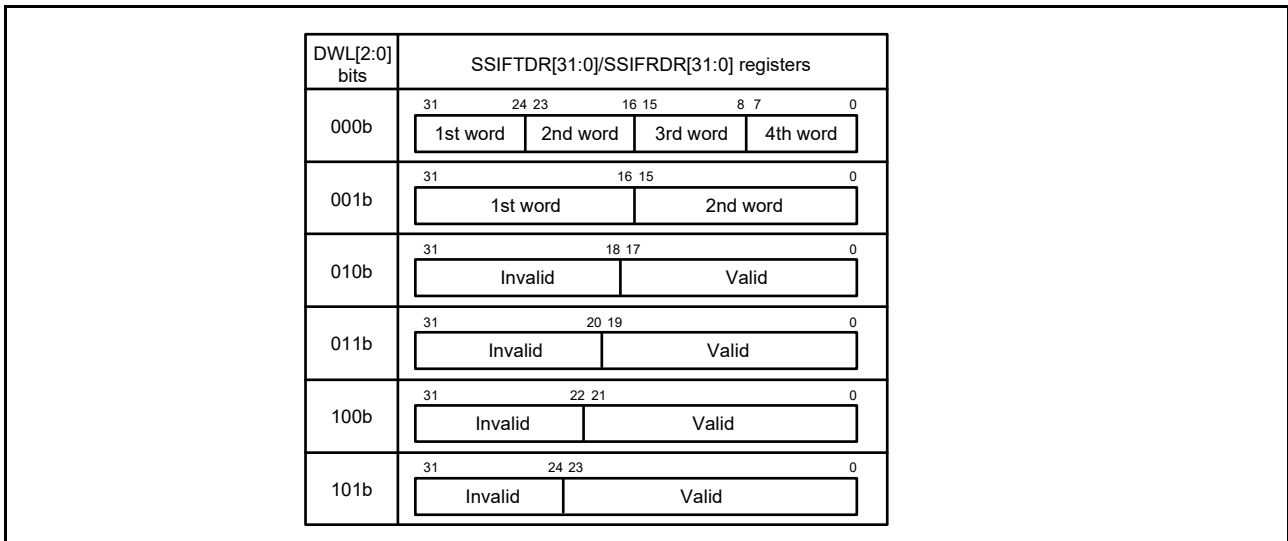 DWL[2:0] bits SSIFTDR[31:0]/SSIFRDR[31:0] registers
000b
31 24 23 16 15 8 7 0
1st word 2nd word 3rd word 4th word
001b
31 16 15 0
1st word 2nd word
010b
31 18 17 0
Invalid Valid
011b
31 20 19 0
Invalid Valid
100b
31 22 21 0
Invalid Valid
101b
31 24 23 0
Invalid Valid